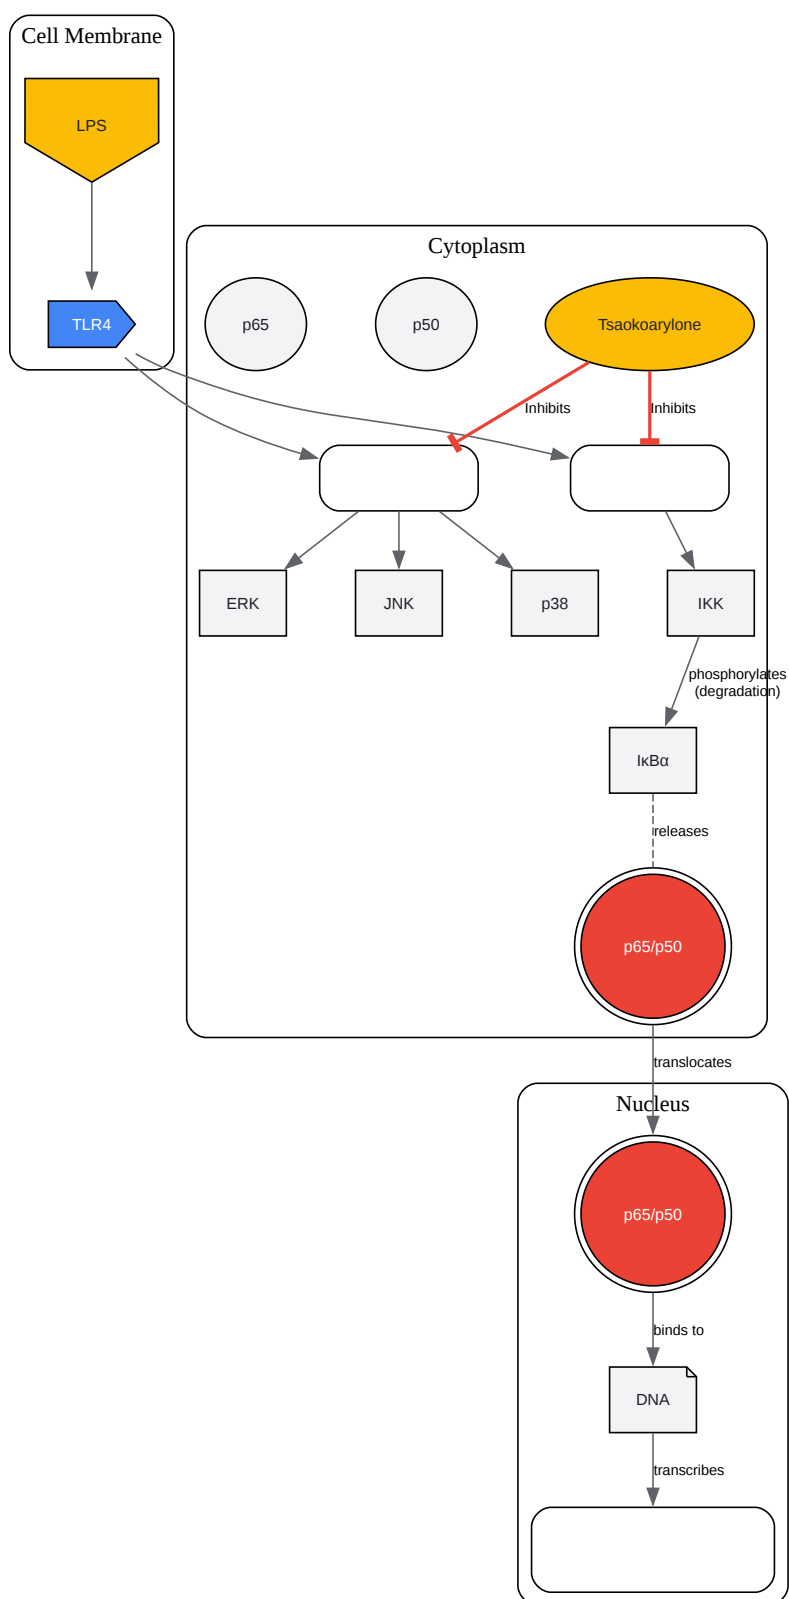 Cell Membrane
LPS
TLR4
Cytoplasm
p65
p50
Tsaokoarylone
Inhibits
Inhibits
ERK
JNK
p38
IKK
phosphorylates
(degradation)
IκBα
releases
p65/p50
translocates
Nucleus
p65/p50
binds to
DNA
transcribes